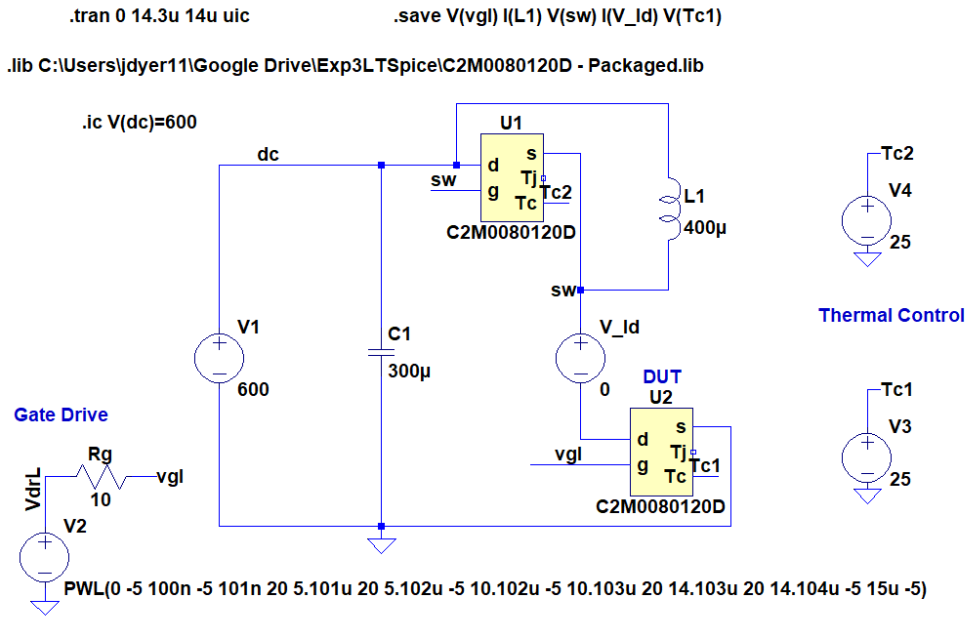 .tran 0 14.3u 14u uic
.save V(vgl) I(L1) V(sw) I(V_ld) V(Tc1)
.lib C:\Users\jdyer11\Google Drive\Exp3LTSpice\C2M0080120D - Packaged.lib
.ic V(dc)=600
U1
dc
d
s
Tj
sw
g
Tc
Tc2
C2M0080120D
L1
400µ
Tc2
V4
25
sw
Thermal Control
V1
600
C1
300µ
V_ld
0
DUT
U2
d
s
Tj
vgl
g
Tc
Tc1
C2M0080120D
Tc1
V3
25
Gate Drive
Rg
10
vgl
VdrL
V2
PWL(0 -5 100n -5 101n 20 5.101u 20 5.102u -5 10.102u -5 10.103u 20 14.103u 20 14.104u -5 15u -5)